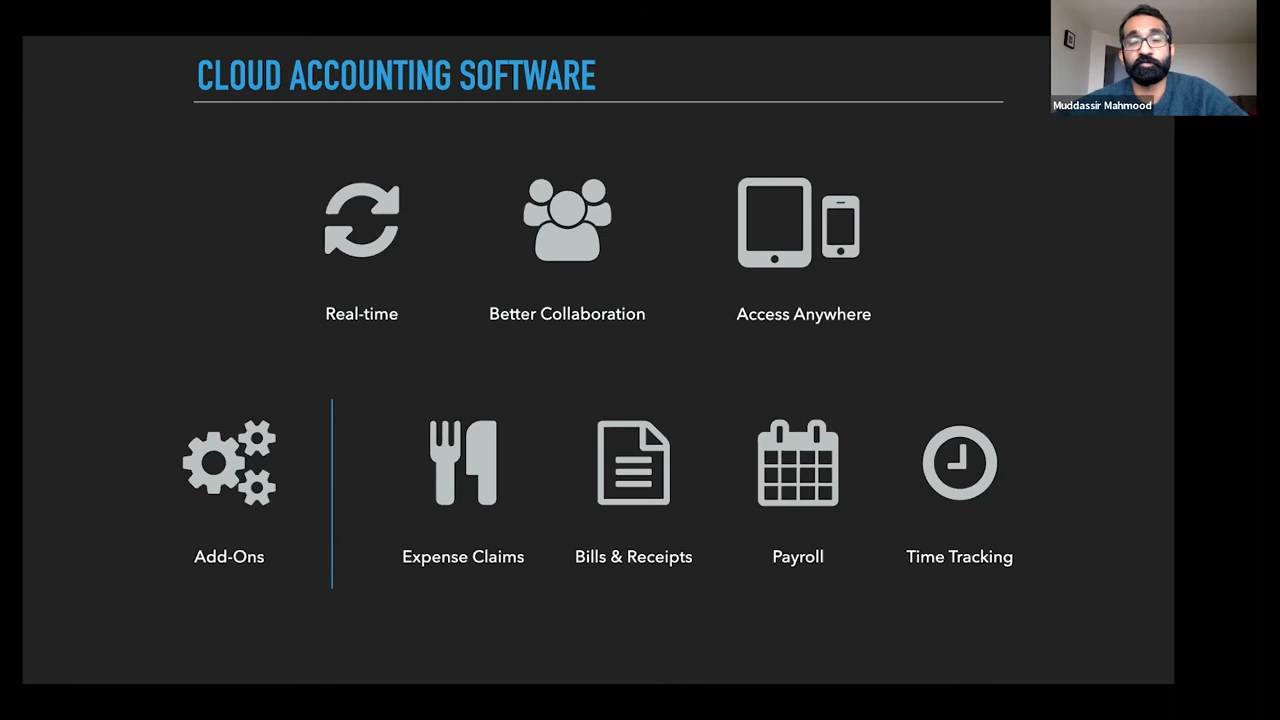 CLOUD ACCOUNTING SOFTWARE
Muddassir Mahmood
Real-time
Better Collaboration
Access Anywhere
Add-Ons
Expense Claims
Bills & Receipts
Payroll
Time Tracking